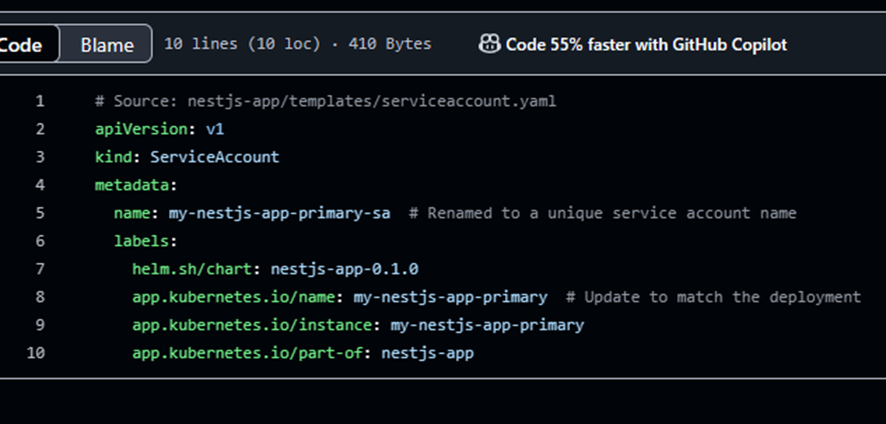 Code Blame 10 lines (10 loc) · 410 Bytes Code 55% faster with GitHub Copilot
1 # Source: nestjs-app/templates/serviceaccount.yaml
2 apiVersion: v1
3 kind: ServiceAccount
4 metadata:
5   name: my-nestjs-app-primary-sa  # Renamed to a unique service account name
6   labels:
7     helm.sh/chart: nestjs-app-0.1.0
8     app.kubernetes.io/name: my-nestjs-app-primary  # Update to match the deployment
9     app.kubernetes.io/instance: my-nestjs-app-primary
10     app.kubernetes.io/part-of: nestjs-app